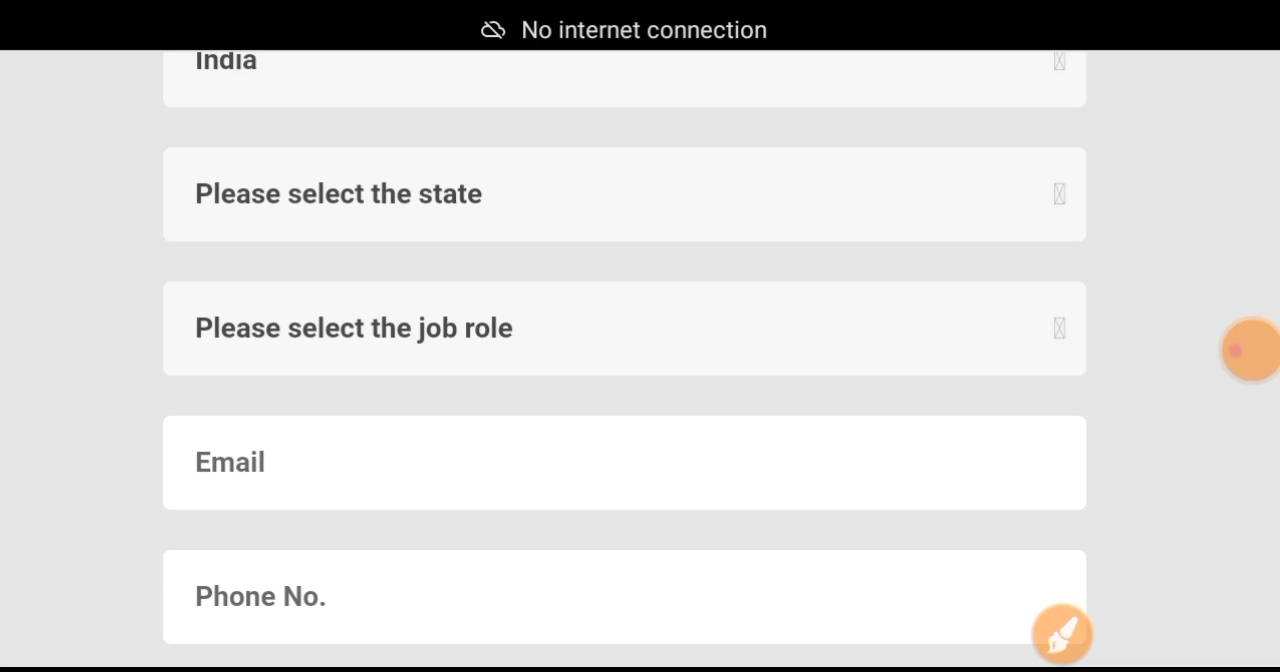 No internet connection
India
Please select the state
Please select the job role
Email
Phone No.